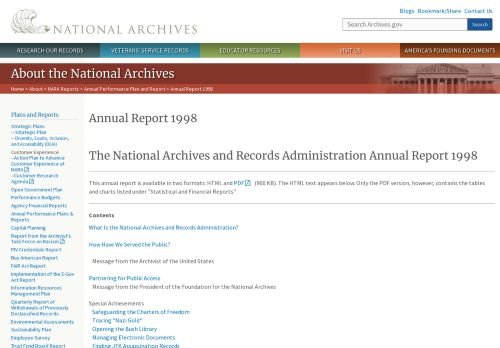 NATIONAL ARCHIVES
Blogs · Bookmark/Share · Contact Us
Search Archives.gov
Search
RESEARCH OUR RECORDS
VETERANS' SERVICE RECORDS
EDUCATOR RESOURCES
VISIT US
AMERICA'S FOUNDING DOCUMENTS
About the National Archives
Home > About > NARA Reports > Annual Performance Plan and Report > Annual Report 1998
Plans and Reports
Strategic Plans
– Strategic Plan
– Diversity, Equity, Inclusion,
and Accessibility (DEIA)
Customer Experience
–Action Plan to Advance
Customer Experience at
NARA
–Customer Research
Agenda
Open Government Plan
Performance Budgets
Agency Financial Reports
Annual Performance Plans &
Reports
Capital Planning
Report from the Archivist's
Task Force on Racism
PIV Credentials Report
Buy American Report
FAIR Act Report
Implementation of the E-Gov
Act Report
Information Resources
Management Plan
Quarterly Report of
Withdrawals of Previously
Declassified Records
Environmental Assessments
Sustainability Plan
Employee Survey
Trust Fund Board Report
Annual Report 1998
The National Archives and Records Administration Annual Report 1998
This annual report is available in two formats: HTML and PDF (900 KB). The HTML text appears below. Only the PDF version, however, contains the tables
and charts listed under "Statistical and Financial Reports."
Contents
What Is the National Archives and Records Administration?
How Have We Served the Public?
Message from the Archivist of the United States
Partnering for Public Access
Message from the President of the Foundation for the National Archives
Special Achievements
Safeguarding the Charters of Freedom
Tracing "Nazi Gold"
Opening the Bush Library
Managing Electronic Documents
Finding JFK Assassination Records